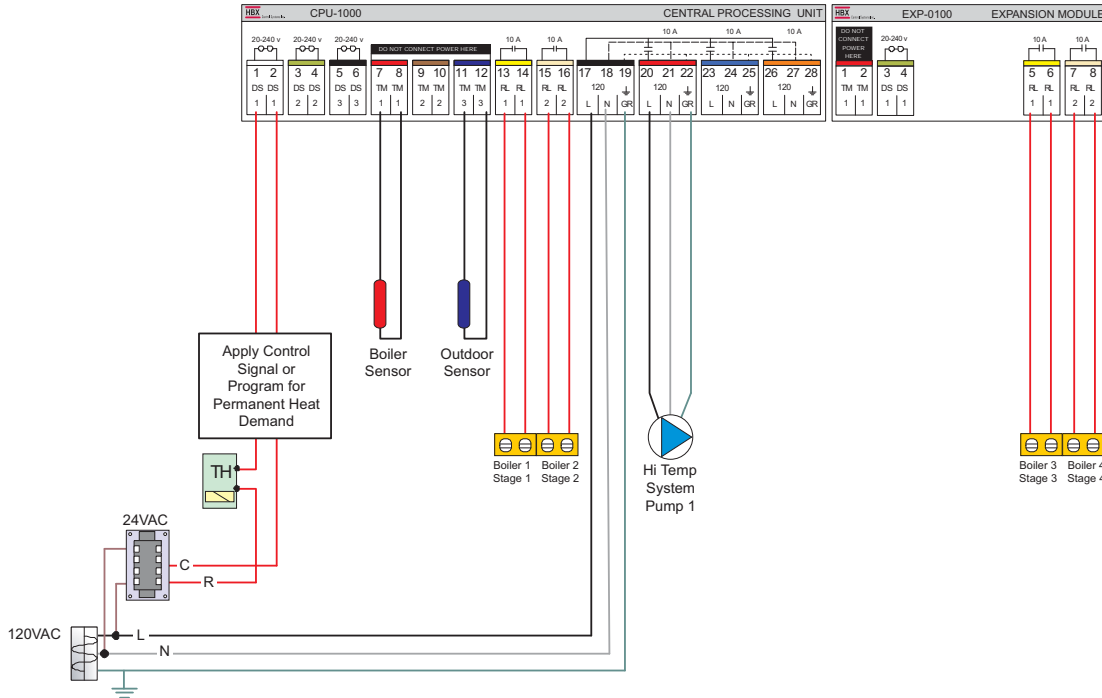 HBX CPU-1000 CENTRAL PROCESSING UNIT
20-240 v 20-240 v 20-240 v DO NOT CONNECT POWER HERE 10 A 10 A 10 A 10 A 10 A
1 2 3 4 5 6 7 8 9 10 11 12 13 14 15 16 17 18 19 20 21 22 23 24 25 26 27 28
DS DS DS DS DS DS TM TM TM TM TM TM RL RL RL RL 120 120 120 120
1 1 2 2 3 3 1 1 2 2 3 3 1 1 2 2 L N GR L N GR L N GR L N GR
HBX EXP-0100 EXPANSION MODULE
DO NOT
CONNECT
POWER
HERE
20-240 v 10 A 10 A
1 2 3 4 5 6 7 8
TM TM DS DS RL RL RL RL
1 1 1 1 1 1 2 2
Apply Control
Signal or
Program for
Permanent Heat
Demand
Boiler
Sensor
Outdoor
Sensor
Boiler 1
Stage 1
Boiler 2
Stage 2
Hi Temp
System
Pump 1
Boiler 3
Stage 3
Boiler 4
Stage 4
TH
24VAC
C
R
120VAC
L
N